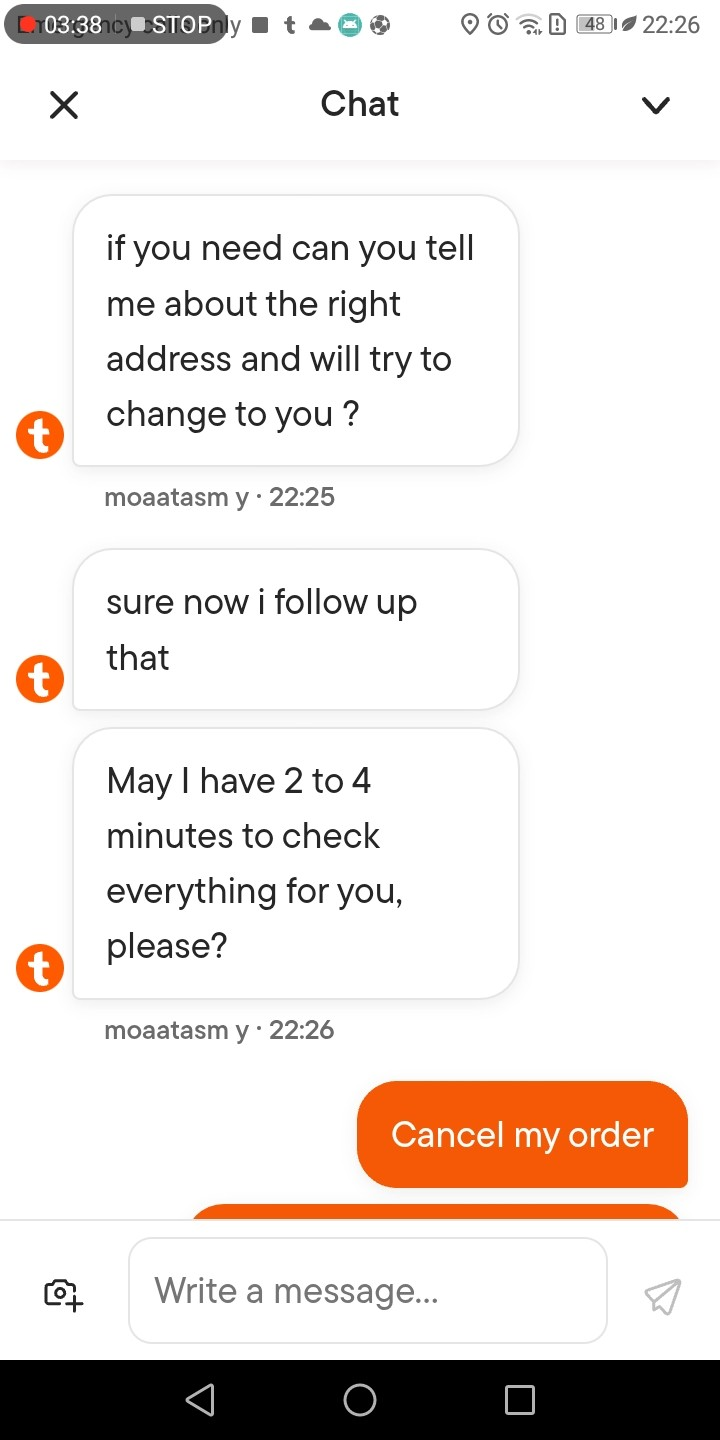 03:38 STOP 48 22:26
Chat
if you need can you tell
me about the right
address and will try to
change to you ?
t
moaatasm y · 22:25
sure now i follow up
that
t
May I have 2 to 4
minutes to check
everything for you,
please?
t
moaatasm y · 22:26
Cancel my order
Write a message...